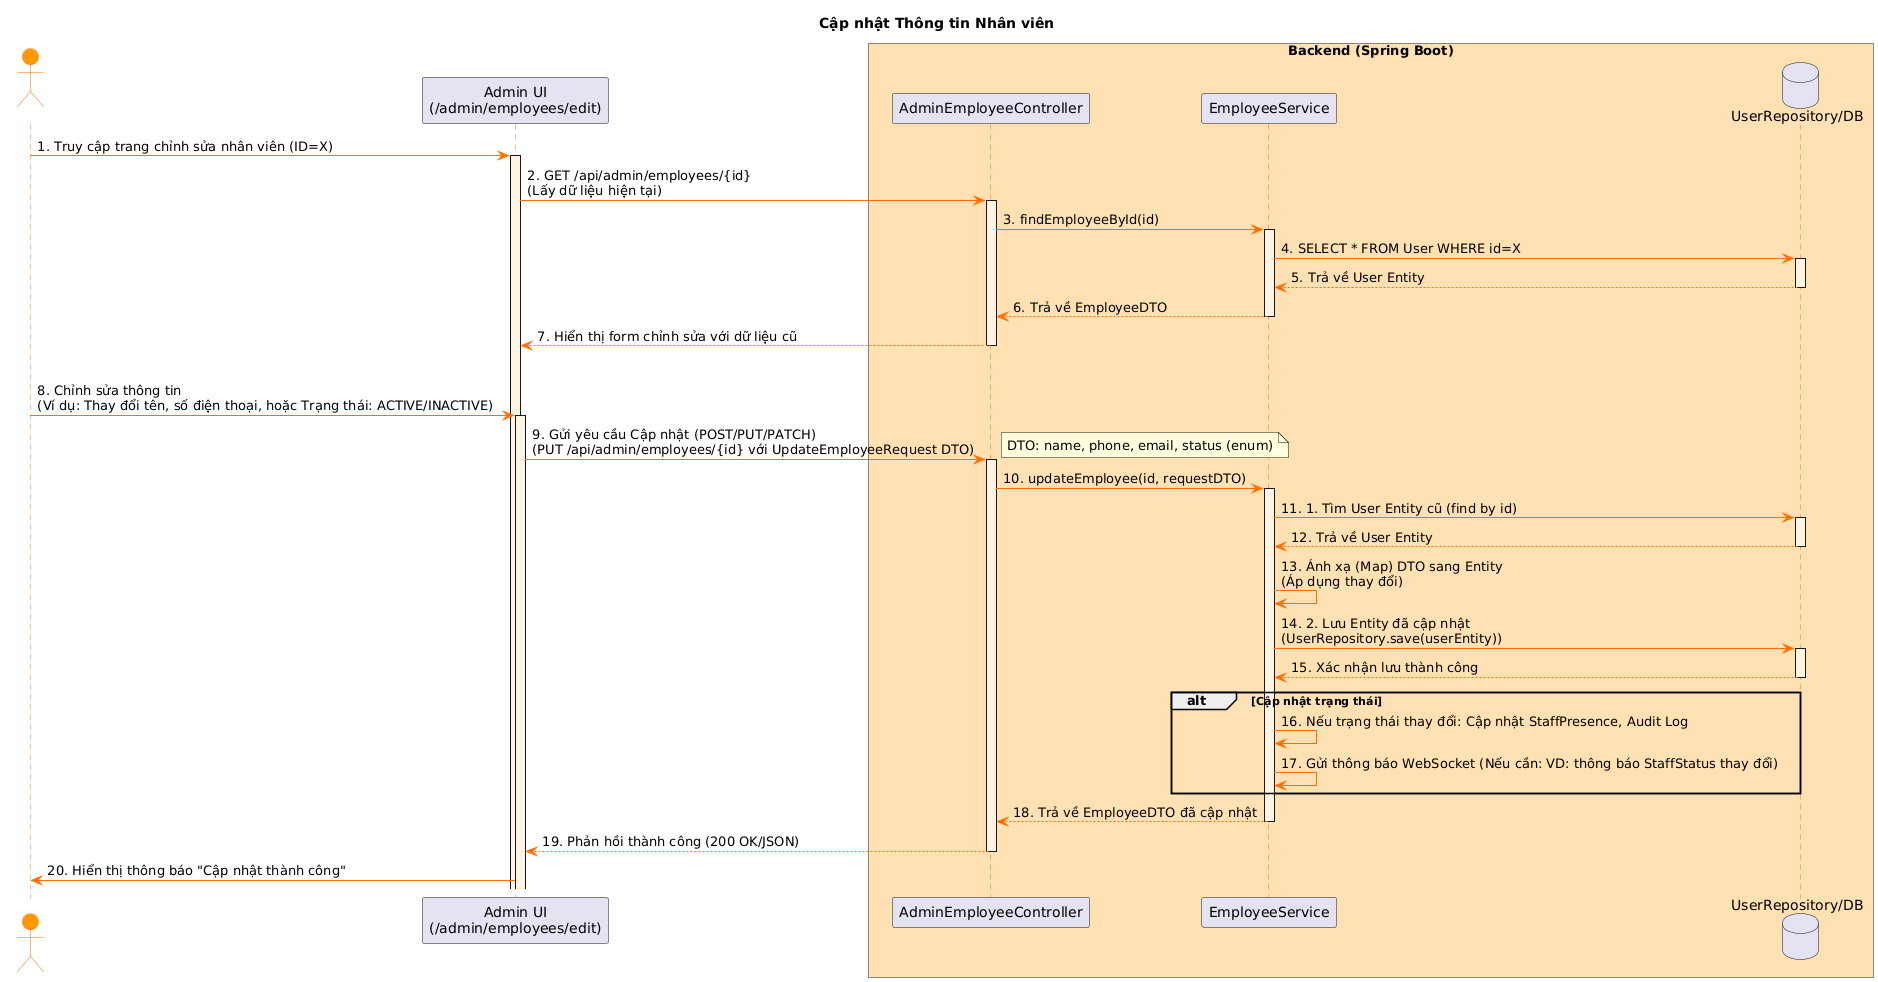 Cập nhật Thông tin Nhân viên
Backend (Spring Boot)
Admin UI
(/admin/employees/edit)
AdminEmployeeController
EmployeeService
UserRepository/DB
1. Truy cập trang chỉnh sửa nhân viên (ID=X)
2. GET /api/admin/employees/{id}
(Lấy dữ liệu hiện tại)
3. findEmployeeById(id)
4. SELECT * FROM User WHERE id=X
5. Trả về User Entity
6. Trả về EmployeeDTO
7. Hiển thị form chỉnh sửa với dữ liệu cũ
8. Chỉnh sửa thông tin
(Ví dụ: Thay đổi tên, số điện thoại, hoặc Trạng thái: ACTIVE/INACTIVE)
9. Gửi yêu cầu Cập nhật (POST/PUT/PATCH)
(PUT /api/admin/employees/{id} với UpdateEmployeeRequest DTO)
DTO: name, phone, email, status (enum)
10. updateEmployee(id, requestDTO)
11. 1. Tìm User Entity cũ (find by id)
12. Trả về User Entity
13. Ánh xạ (Map) DTO sang Entity
(Áp dụng thay đổi)
14. 2. Lưu Entity đã cập nhật
(UserRepository.save(userEntity))
15. Xác nhận lưu thành công
alt [Cập nhật trạng thái]
16. Nếu trạng thái thay đổi: Cập nhật StaffPresence, Audit Log
17. Gửi thông báo WebSocket (Nếu cần: VD: thông báo StaffStatus thay đổi)
18. Trả về EmployeeDTO đã cập nhật
19. Phản hồi thành công (200 OK/JSON)
20. Hiển thị thông báo "Cập nhật thành công"
Admin UI
(/admin/employees/edit)
AdminEmployeeController
EmployeeService
UserRepository/DB